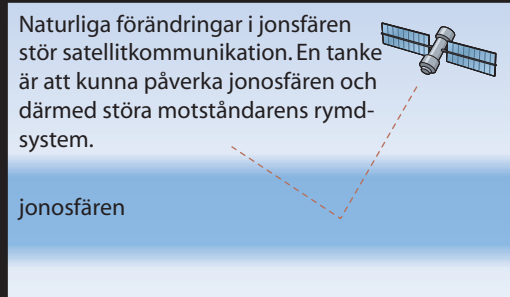 Naturliga förändringar i jonsfären
stör satellitkommunikation. En tanke
är att kunna påverka jonosfären och
därmed störa motståndarens rymd-
system.
jonosfären